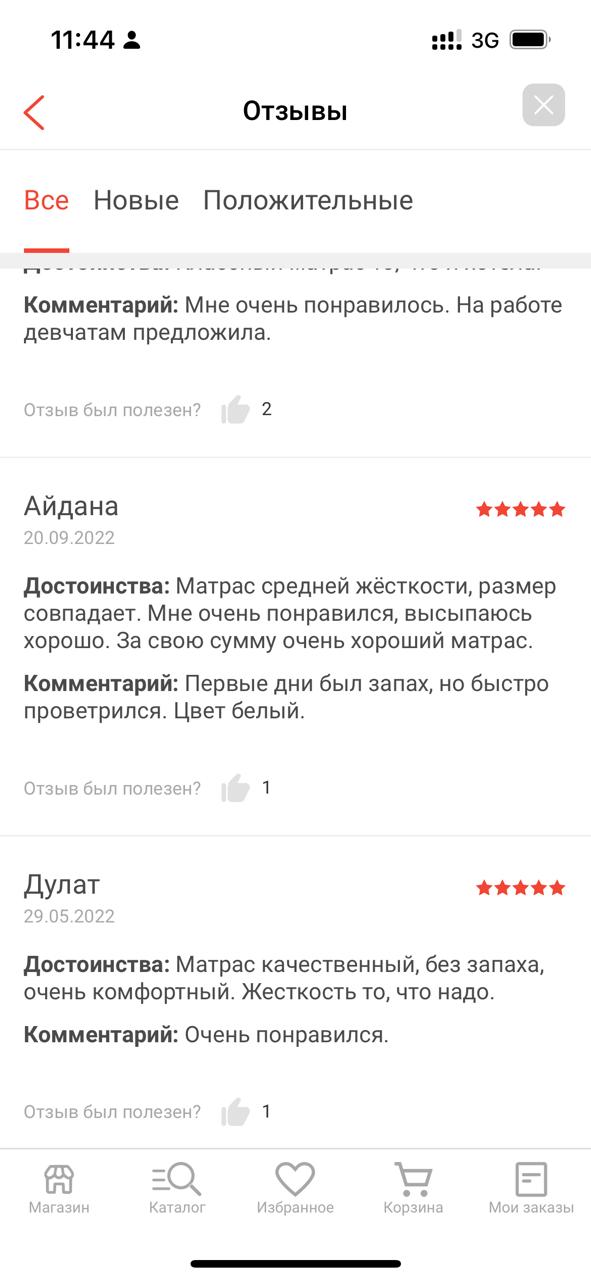 11:44
3G
Отзывы
Все Новые Положительные
Комментарий: Мне очень понравилось. На работе
девчатам предложила.
Отзыв был полезен? 2
Айдана
20.09.2022
Достоинства: Матрас средней жёсткости, размер
совпадает. Мне очень понравился, высыпаюсь
хорошо. За свою сумму очень хороший матрас.
Комментарий: Первые дни был запах, но быстро
проветрился. Цвет белый.
Отзыв был полезен? 1
Дулат
29.05.2022
Достоинства: Матрас качественный, без запаха,
очень комфортный. Жесткость то, что надо.
Комментарий: Очень понравился.
Отзыв был полезен? 1
Магазин Каталог Избранное Корзина Мои заказы